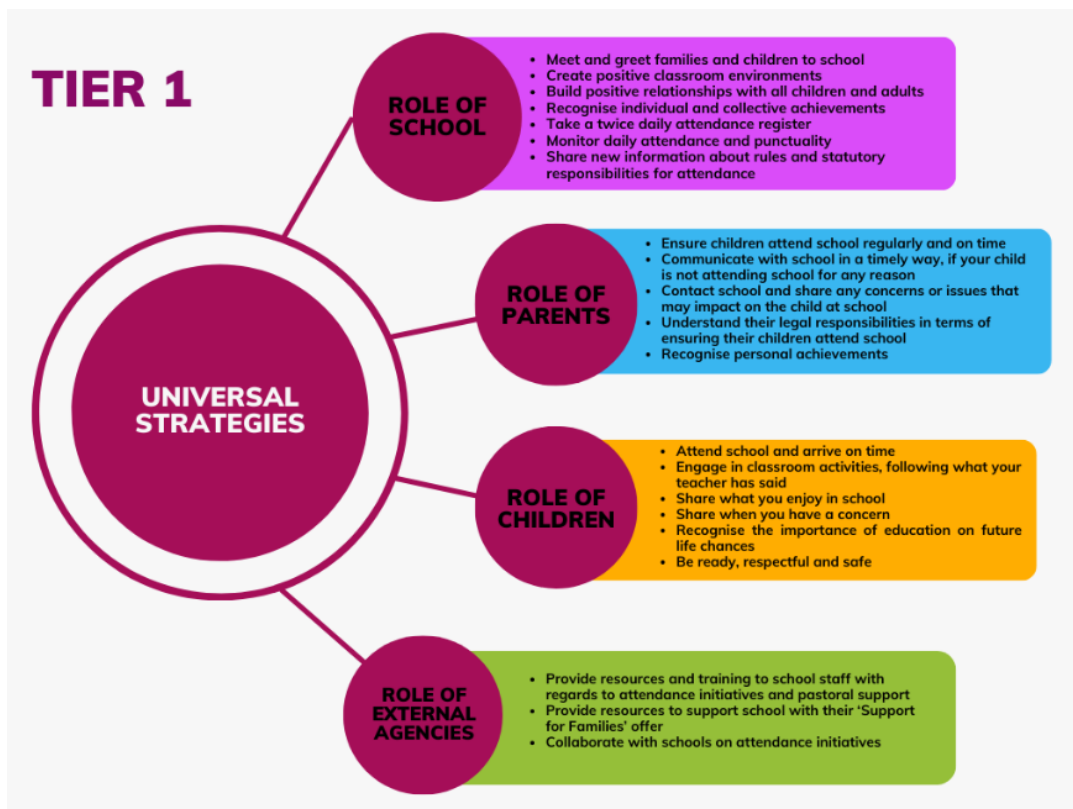 TIER 1
ROLE OF
SCHOOL
• Meet and greet families and children to school
• Create positive classroom environments
• Build positive relationships with all children and adults
• Recognise individual and collective achievements
• Take a twice daily attendance register
• Monitor daily attendance and punctuality
• Share new information about rules and statutory
responsibilities for attendance
UNIVERSAL
STRATEGIES
ROLE OF
PARENTS
• Ensure children attend school regularly and on time
• Communicate with school in a timely way, if your child
is not attending school for any reason
• Contact school and share any concerns or issues that
may impact on the child at school
• Understand their legal responsibilities in terms of
ensuring their children attend school
• Recognise personal achievements
ROLE OF
CHILDREN
• Attend school and arrive on time
• Engage in classroom activities, following what your
teacher has said
• Share what you enjoy in school
• Share when you have a concern
• Recognise the importance of education on future
life chances
• Be ready, respectful and safe
ROLE OF
EXTERNAL
AGENCIES
• Provide resources and training to school staff with
regards to attendance initiatives and pastoral support
• Provide resources to support school with their ‘Support
for Families’ offer
• Collaborate with schools on attendance initiatives